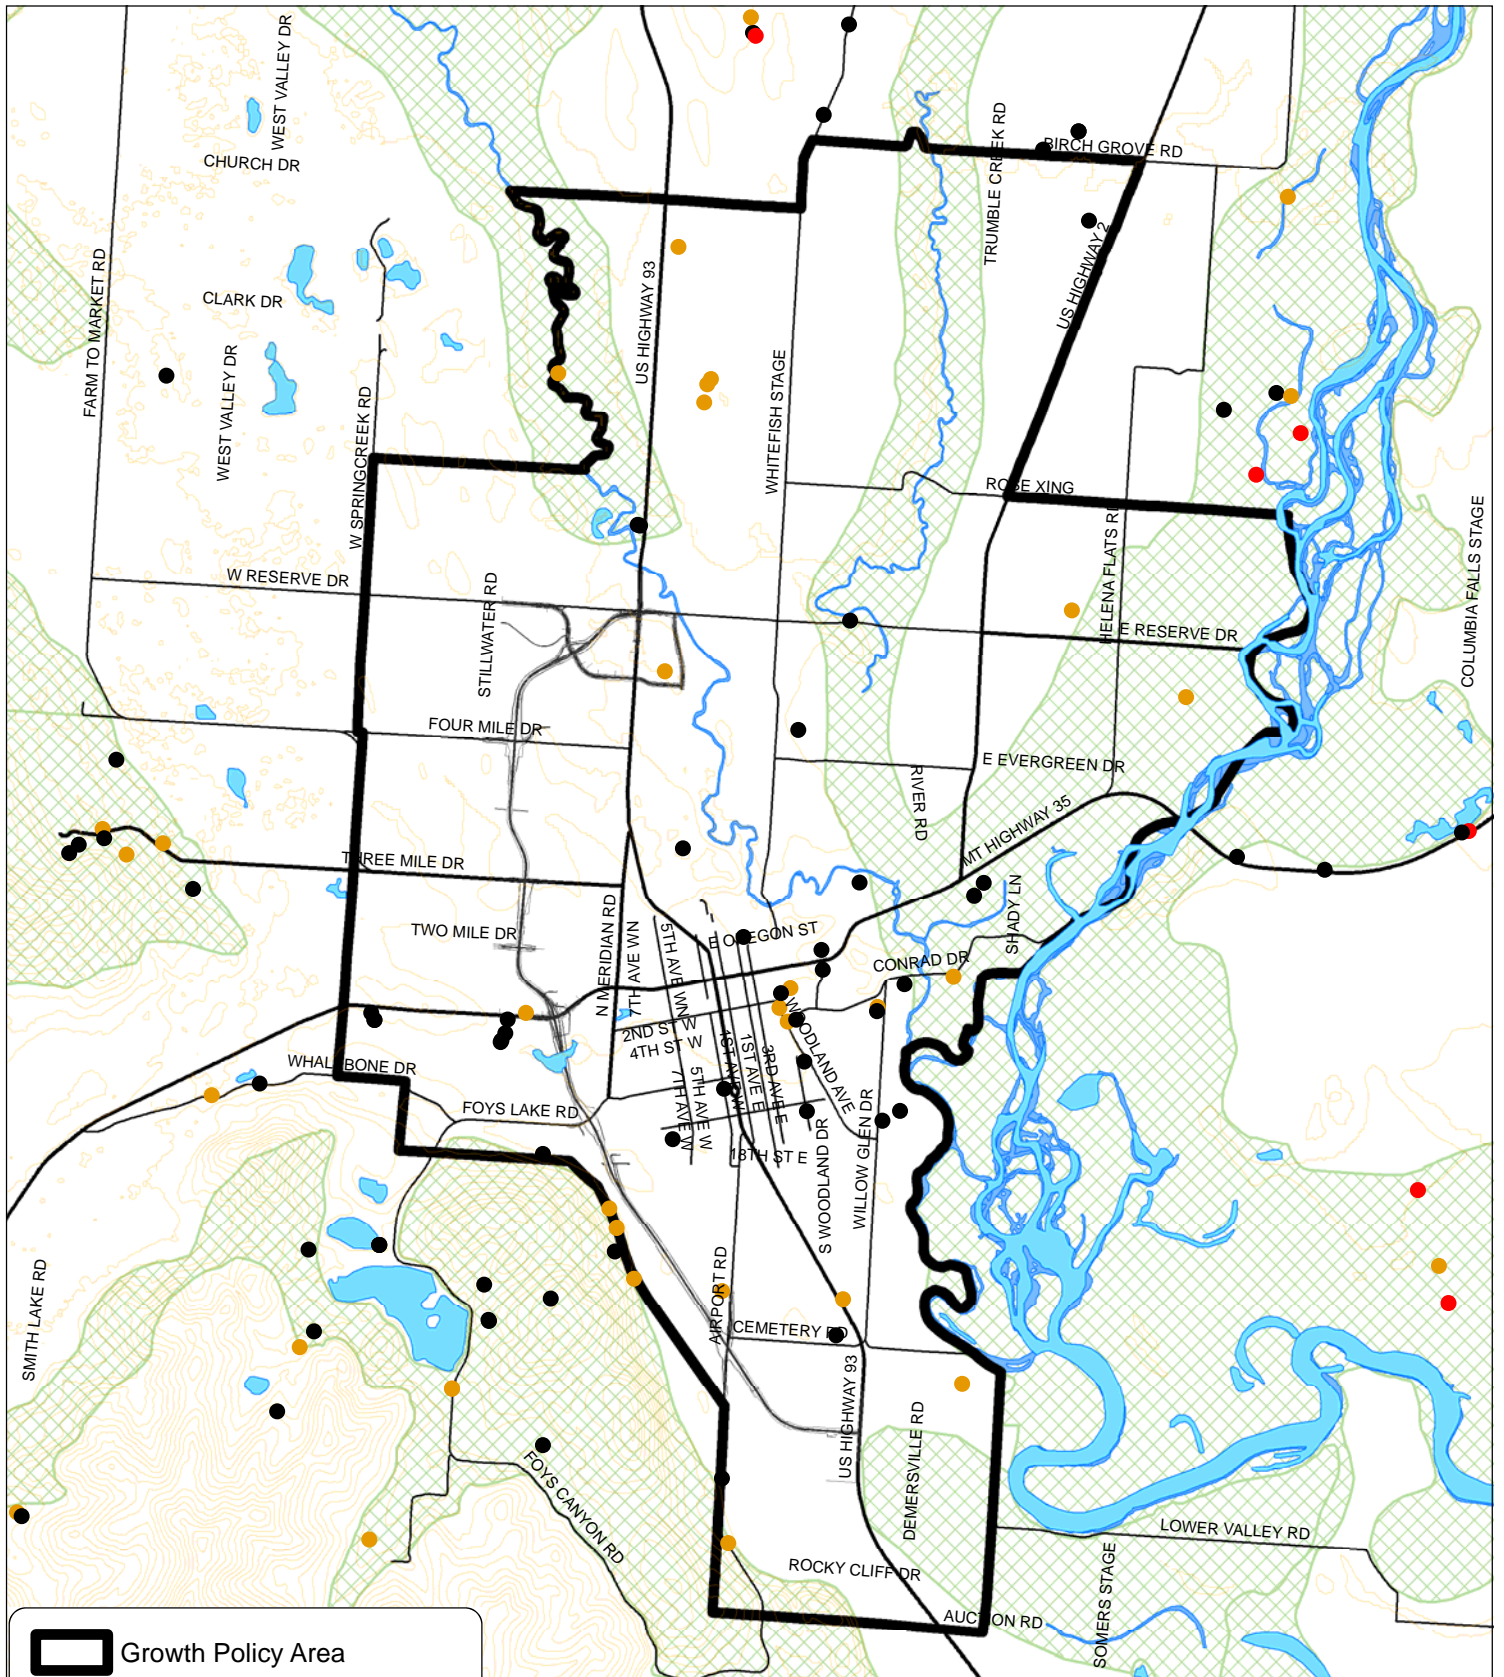 WEST VALLEY DR
CHURCH DR
BIRCH GROVE RD
TRUMBLE CREEK RD
FARM TO MARKET RD
CLARK DR
US HIGHWAY 93
US HIGHWAY 2
WEST VALLEY DR
W SPRINGCREEK RD
WHITEFISH STAGE
ROSE XING
HELENA FLATS RD
COLUMBIA FALLS STAGE
W RESERVE DR
STILLWATER RD
E RESERVE DR
FOUR MILE DR
E EVERGREEN DR
RIVER RD
MT HIGHWAY 35
THREE MILE DR
SHADY LN
TWO MILE DR
N MERIDIAN RD
7TH AVE WN
5TH AVE WN
E OREGON ST
CONRAD DR
2ND ST W
4TH ST W
WOODLAND AVE
1ST AVE W
1ST AVE E
3RD AVE E
WHALEBONE DR
5TH AVE W
7TH AVE W
FOYS LAKE RD
18TH ST E
S WOODLAND DR
WILLOW GLEN DR
SMITH LAKE RD
AIRPORT RD
CEMETERY RD
US HIGHWAY 93
DEMERSVILLE RD
FOYS CANYON RD
LOWER VALLEY RD
ROCKY CLIFF DR
AUCTION RD
SOMERS STAGE
Growth Policy Area